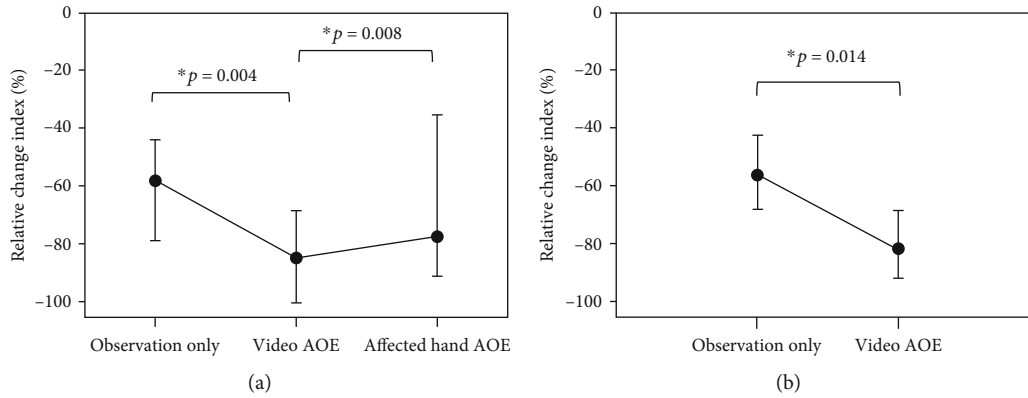 Relative change index (%)
0
–20
–40
–60
–80
–100
*p = 0.004
*p = 0.008
Observation only
Video AOE
Affected hand AOE
(a)
Relative change index (%)
0
–20
–40
–60
–80
–100
*p = 0.014
Observation only
Video AOE
(b)